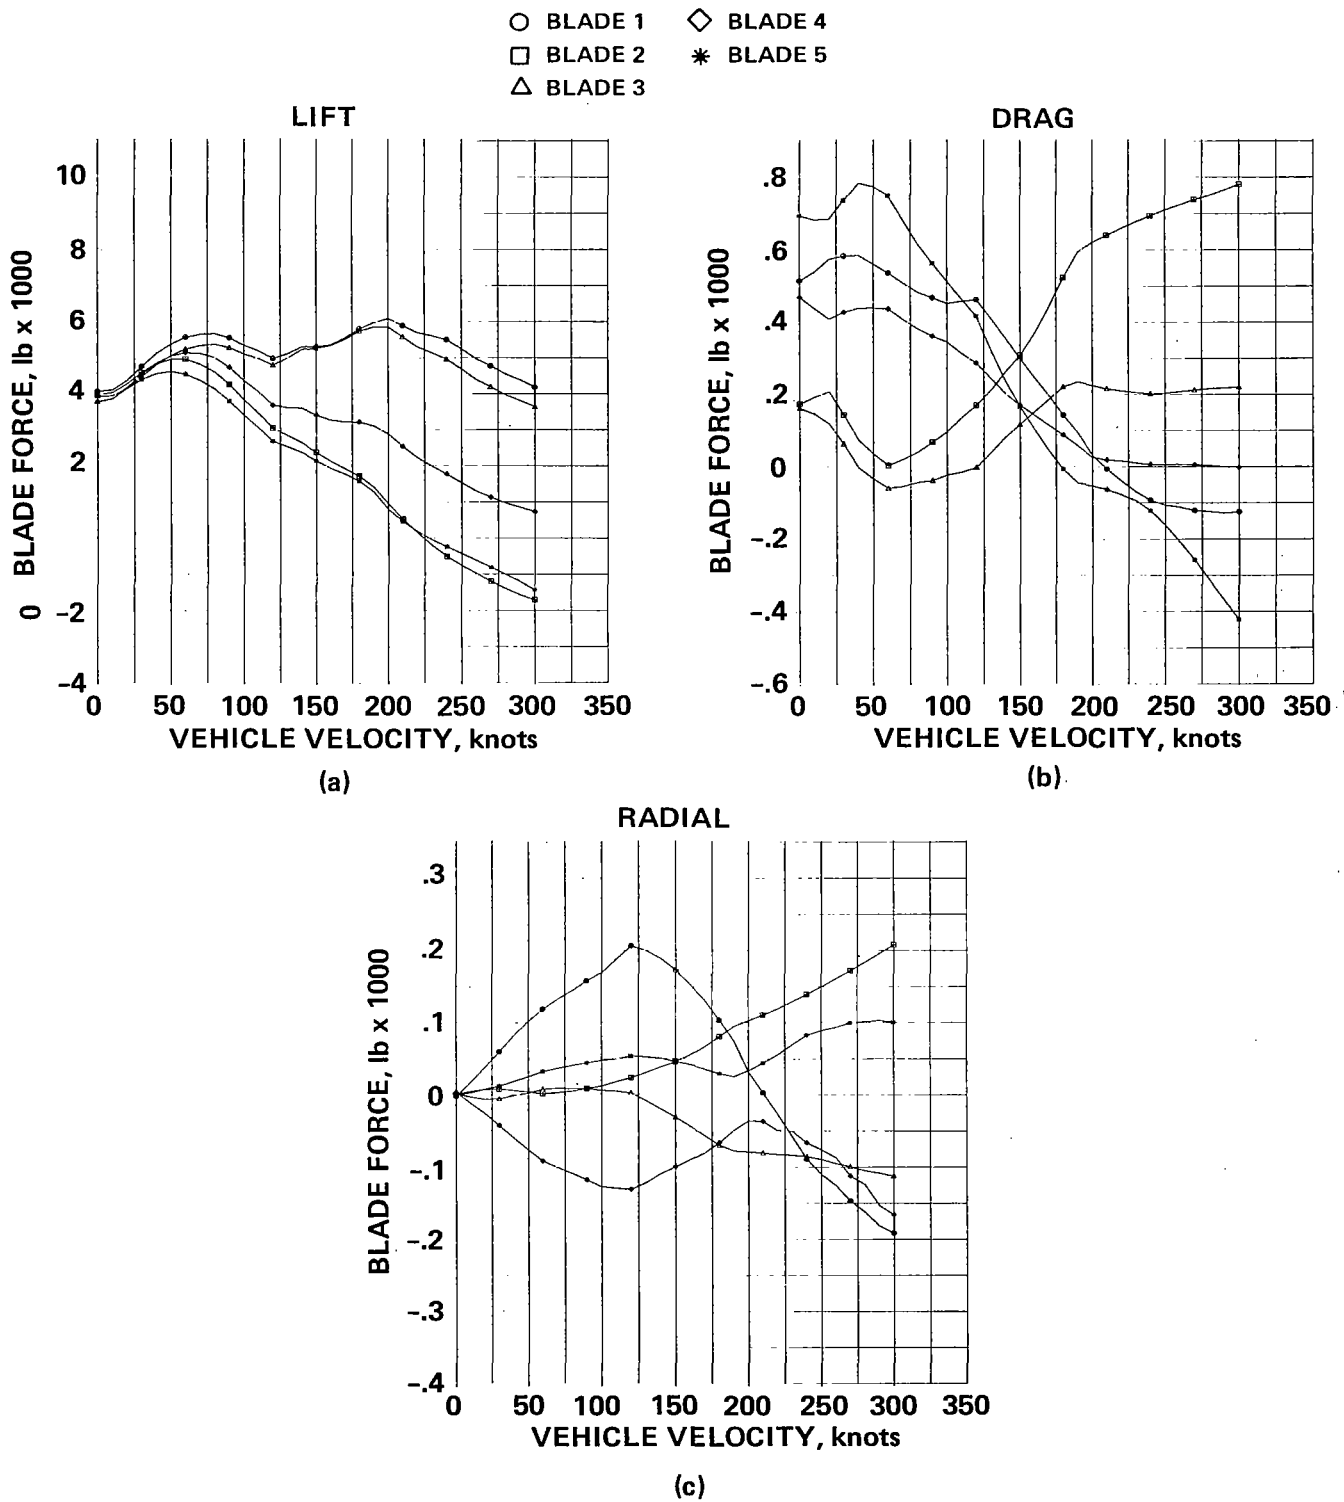 BLADE 1 BLADE 4
BLADE 2 BLADE 5
BLADE 3
LIFT
10
8
6
4
2
0 BLADE FORCE, lb x 1000
-2
-4
0 50 100 150 200 250 300 350
VEHICLE VELOCITY, knots
(a)
DRAG
.8
.6
.4
.2
0
-.2
-.4
-.6
BLADE FORCE, lb x 1000
0 50 100 150 200 250 300 350
VEHICLE VELOCITY, knots
(b)
RADIAL
.3
.2
.1
0
-.1
-.2
-.3
-.4
BLADE FORCE, lb x 1000
0 50 100 150 200 250 300 350
VEHICLE VELOCITY, knots
(c)